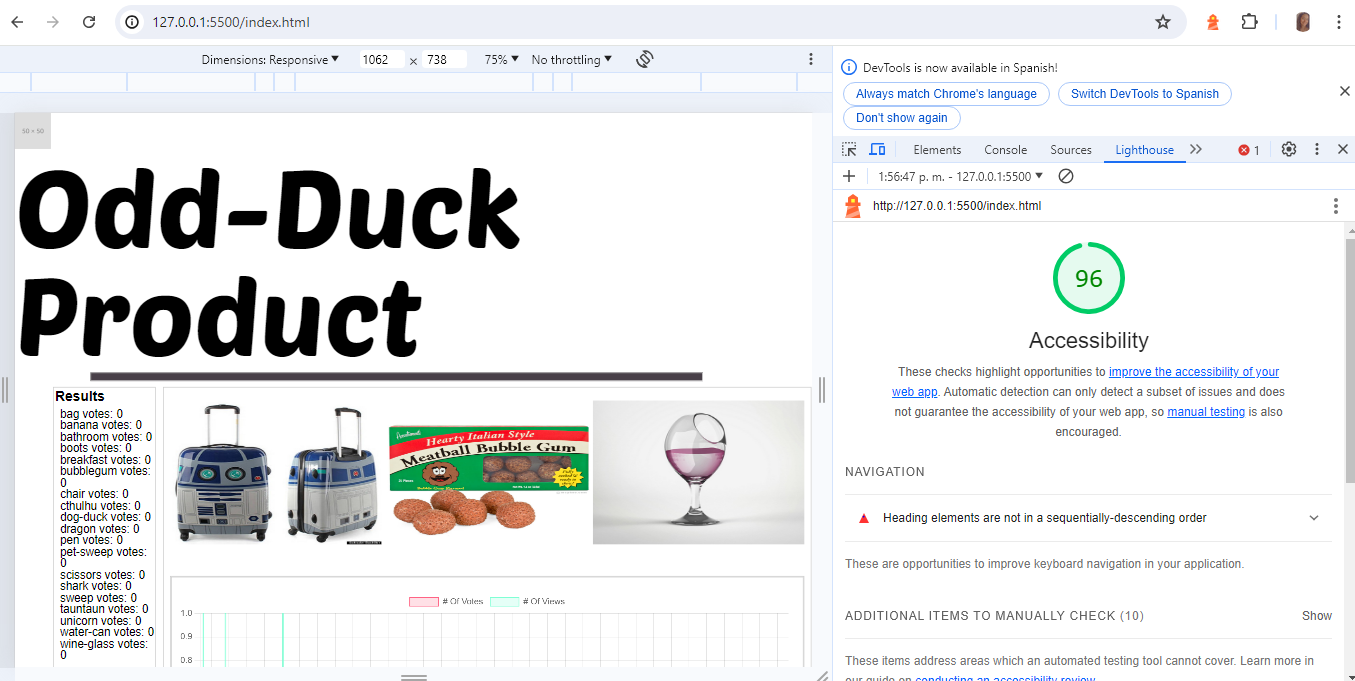 127.0.0.1:5500/index.html
Dimensions: Responsive 1062 × 738 75% No throttling
DevTools is now available in Spanish!
Always match Chrome's language Switch DevTools to Spanish
Don't show again
Elements Console Sources Lighthouse 1
1:56:47 p. m. - 127.0.0.1:5500
http://127.0.0.1:5500/index.html
50 × 50
Odd-Duck
Product
Results
bag votes: 0
banana votes: 0
bathroom votes: 0
boots votes: 0
breakfast votes: 0
bubblegum votes:
0
chair votes: 0
cthulhu votes: 0
dog-duck votes: 0
dragon votes: 0
pen votes: 0
pet-sweep votes:
0
scissors votes: 0
shark votes: 0
sweep votes: 0
tauntaun votes: 0
unicorn votes: 0
water-can votes: 0
wine-glass votes:
0
Hearty Italian Style
Meatball Bubble Gum
# Of Votes # Of Views
1.0
0.9
0.8
96
Accessibility
These checks highlight opportunities to improve the accessibility of your
web app. Automatic detection can only detect a subset of issues and does
not guarantee the accessibility of your web app, so manual testing is also
encouraged.
NAVIGATION
Heading elements are not in a sequentially-descending order
These are opportunities to improve keyboard navigation in your application.
ADDITIONAL ITEMS TO MANUALLY CHECK (10) Show
These items address areas which an automated testing tool cannot cover. Learn more in
our guide on conducting an accessibility review.